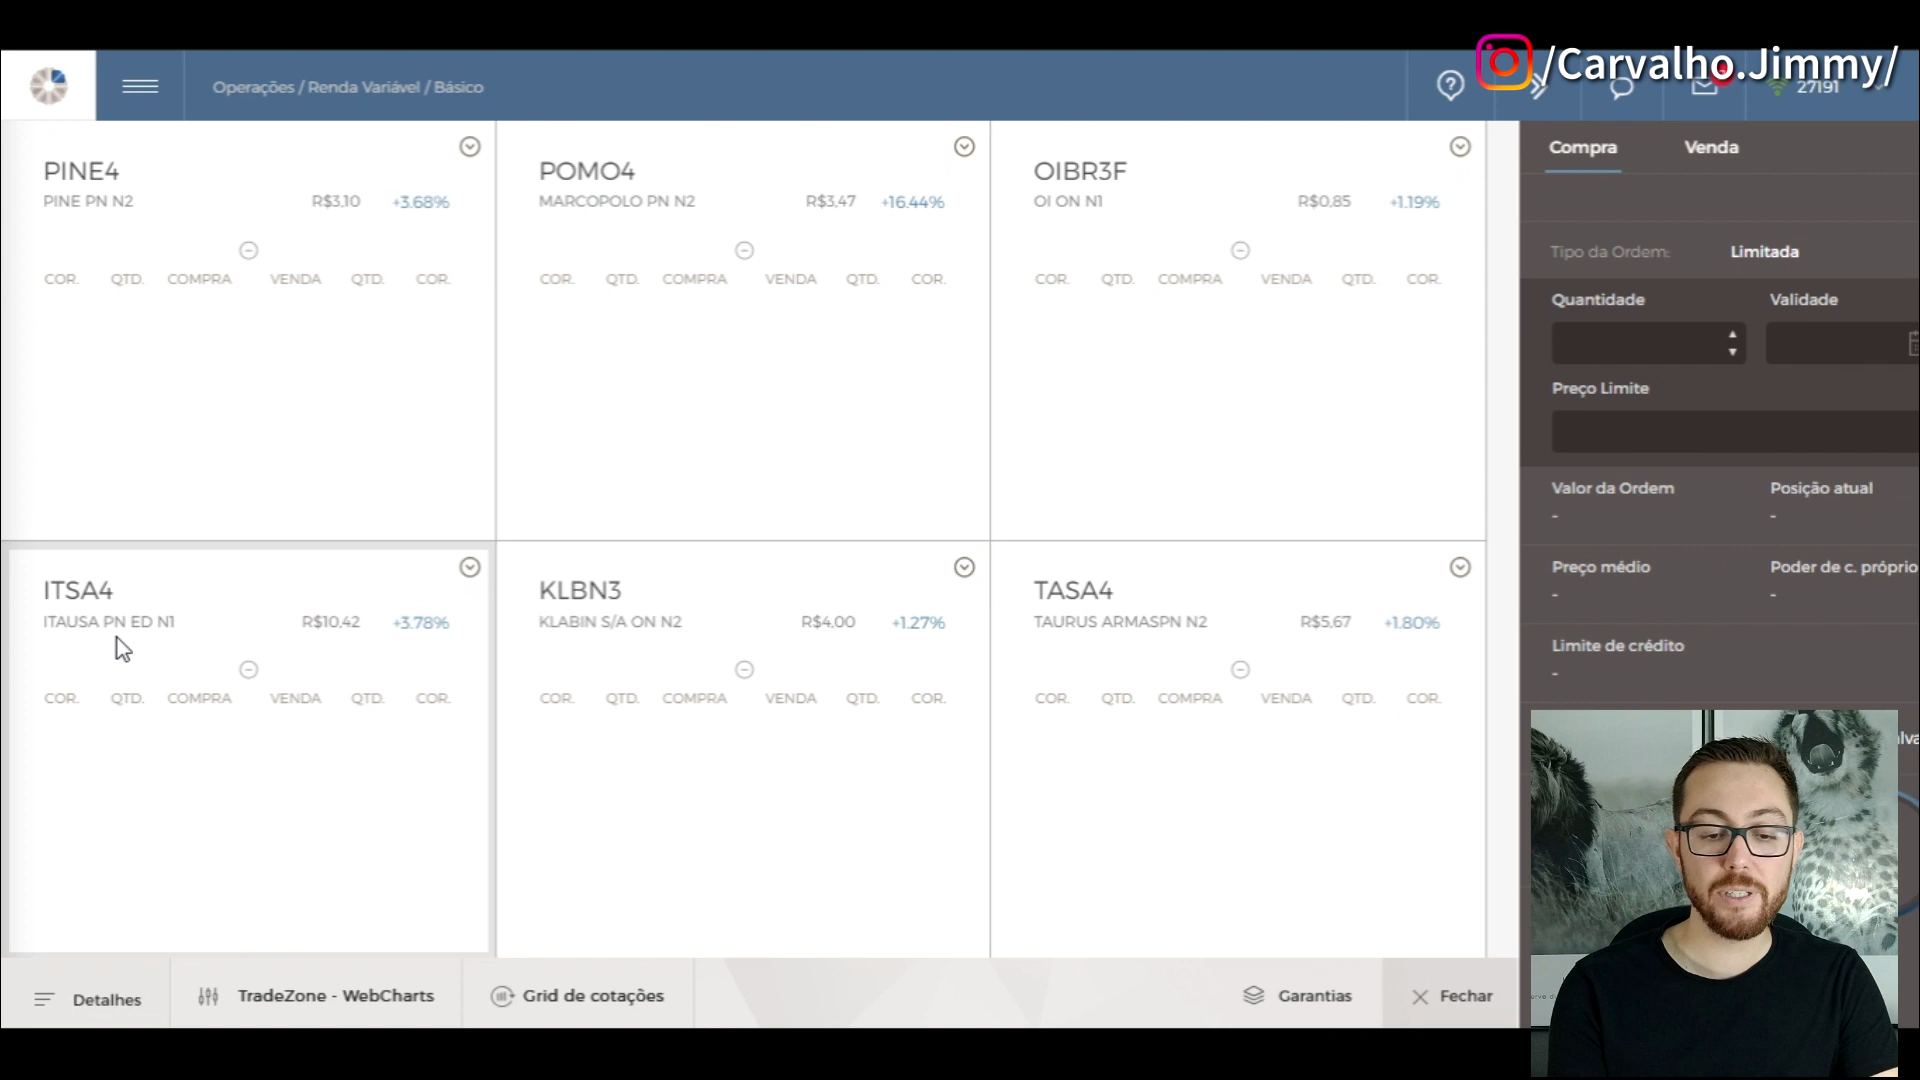 /Carvalho.Jimmy/
Operações / Renda Variável / Básico
27191
PINE4
PINE PN N2 R$3,10 +3.68%
COR. QTD. COMPRA VENDA QTD. COR.
POMO4
MARCOPOLO PN N2 R$3,47 +16.44%
COR. QTD. COMPRA VENDA QTD. COR.
OIBR3F
OI ON N1 R$0,85 +1.19%
COR. QTD. COMPRA VENDA QTD. COR.
ITSA4
ITAUSA PN ED N1 R$10,42 +3.78%
COR. QTD. COMPRA VENDA QTD. COR.
KLBN3
KLABIN S/A ON N2 R$4,00 +1.27%
COR. QTD. COMPRA VENDA QTD. COR.
TASA4
TAURUS ARMASPN N2 R$5,67 +1.80%
COR. QTD. COMPRA VENDA QTD. COR.
Compra Venda
Tipo da Ordem: Limitada
Quantidade Validade
Preço Limite
Valor da Ordem Posição atual
- -
Preço médio Poder de c. próprio
- -
Limite de crédito
-
Detalhes TradeZone - WebCharts Grid de cotações Garantias Fechar